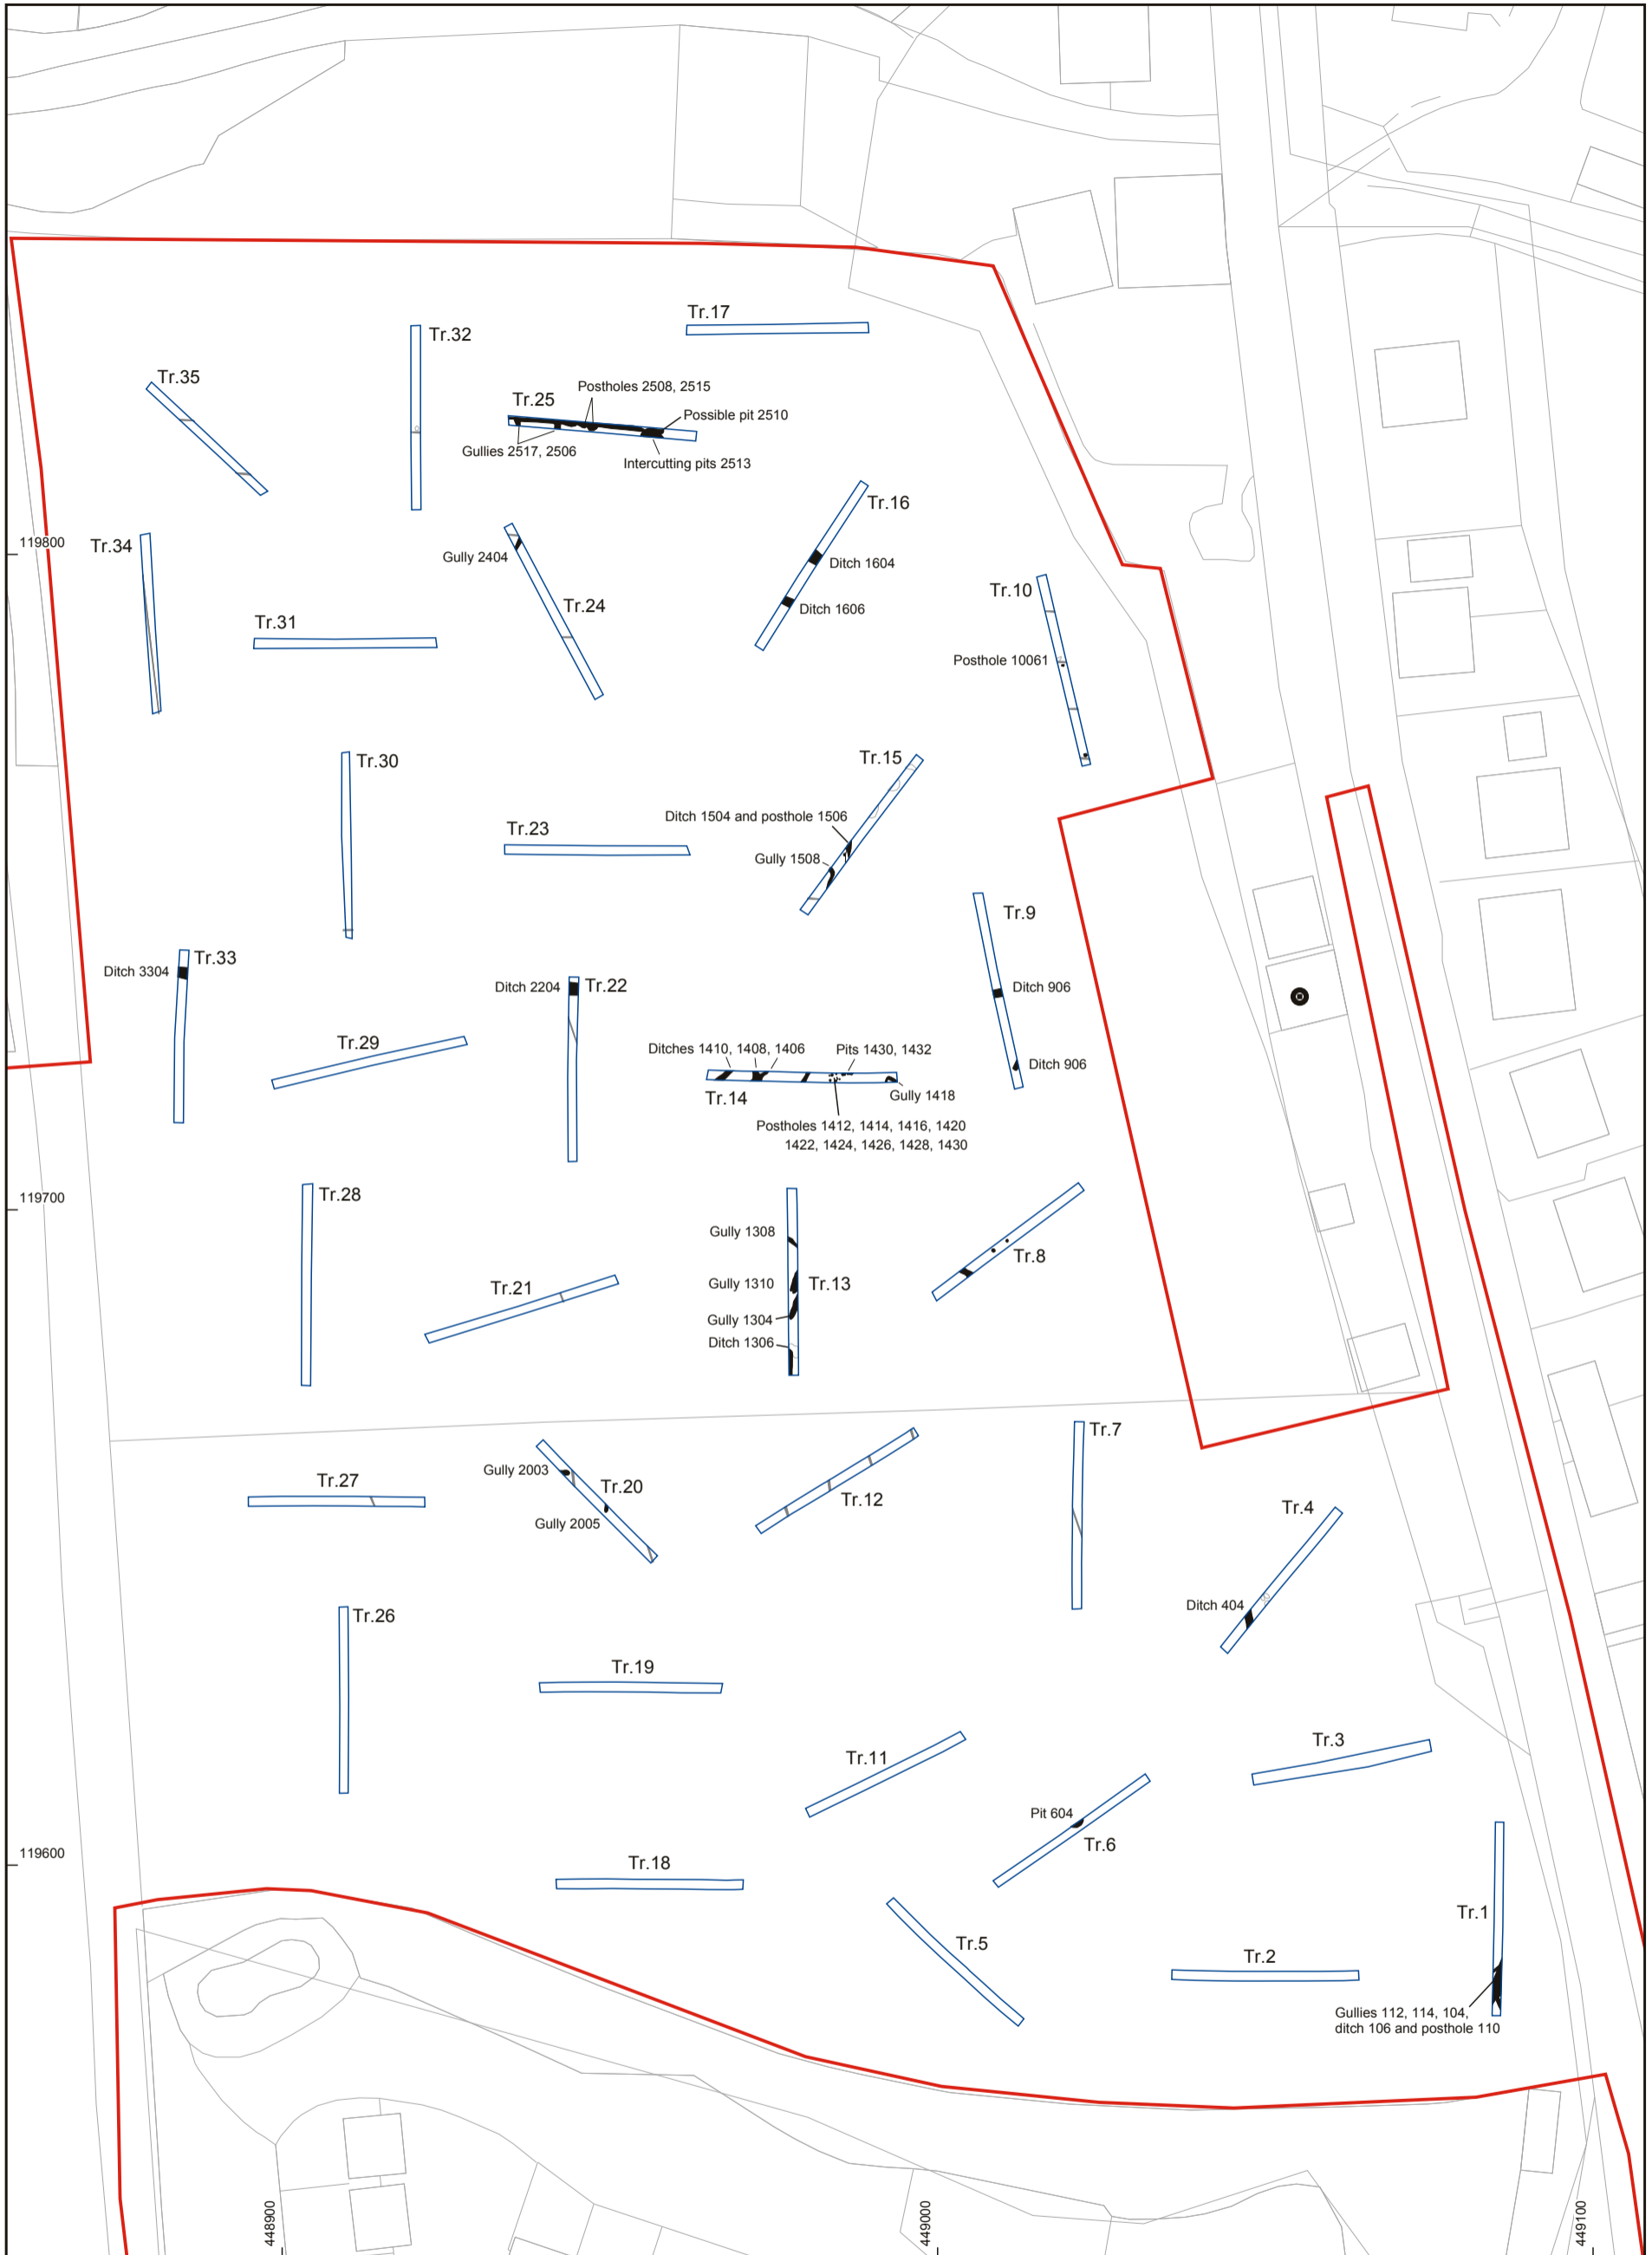 Tr.17
Tr.32
Tr.35
Postholes 2508, 2515
Tr.25
Possible pit 2510
Gullies 2517, 2506
Intercutting pits 2513
Tr.16
119800
Tr.34
Gully 2404
Ditch 1604
Tr.10
Tr.24
Ditch 1606
Tr.31
Posthole 10061
Tr.30
Tr.15
Ditch 1504 and posthole 1506
Tr.23
Gully 1508
Tr.9
Tr.33
Ditch 3304
Ditch 2204
Tr.22
Ditch 906
Tr.29
Ditches 1410, 1408, 1406
Pits 1430, 1432
Ditch 906
Tr.14
Gully 1418
Postholes 1412, 1414, 1416, 1420
1422, 1424, 1426, 1428, 1430
119700
Tr.28
Gully 1308
Tr.8
Tr.21
Gully 1310
Tr.13
Gully 1304
Ditch 1306
Tr.7
Gully 2003
Tr.27
Tr.20
Tr.12
Tr.4
Gully 2005
Ditch 404
Tr.26
Tr.19
Tr.3
Tr.11
Pit 604
Tr.6
119600
Tr.18
Tr.1
Tr.5
Tr.2
Gullies 112, 114, 104,
ditch 106 and posthole 110
448900
449000
449100